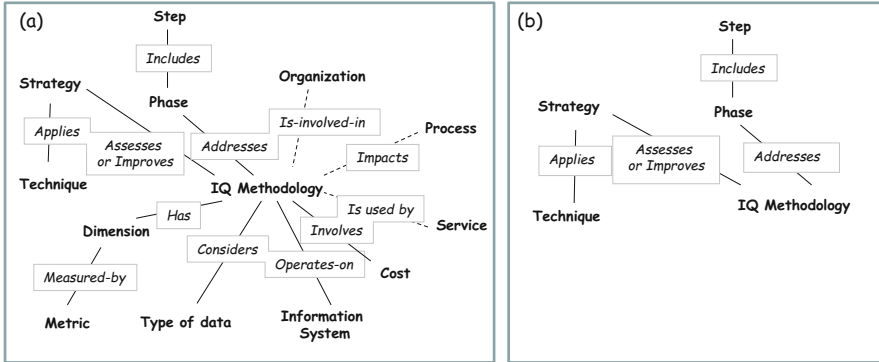 (a)
Step
Includes
Strategy
Phase
Organization
Applies
Assesses
or Improves
Addresses
Is-involved-in
Process
Impacts
Technique
IQ Methodology
Has
Is used by
Dimension
Involves
Service
Considers
Operates-on
Cost
Measured-by
Metric
Type of data
Information
System
(b)
Step
Includes
Strategy
Phase
Applies
Assesses
or Improves
Addresses
Technique
IQ Methodology